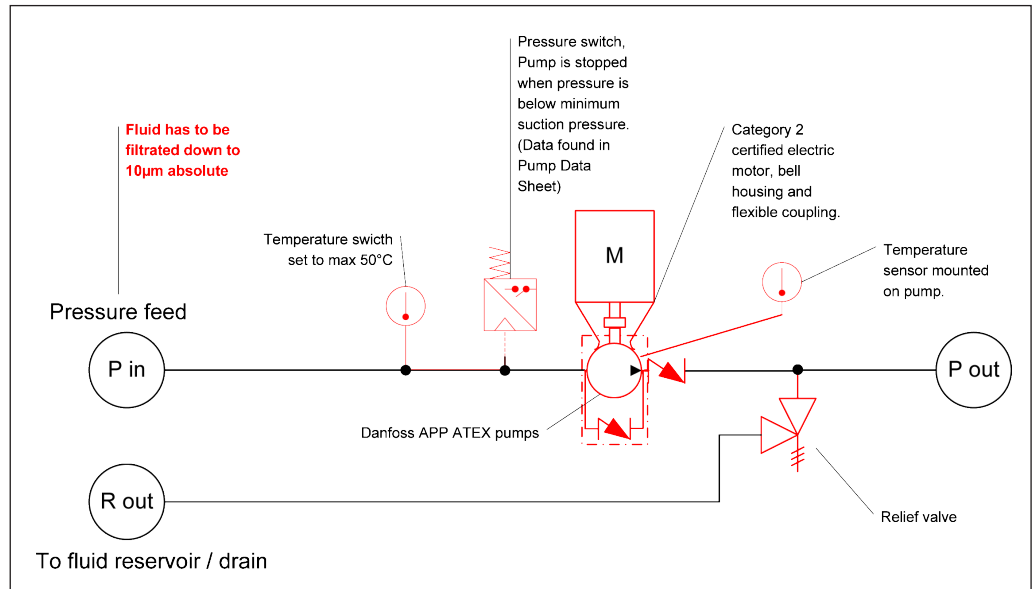 Pressure switch,
Pump is stopped
when pressure is
below minimum
suction pressure.
(Data found in
Pump Data
Sheet)
Fluid has to be
filtrated down to
10µm absolute
Category 2
certified electric
motor, bell
housing and
flexible coupling.
Temperature swicth
set to max 50°C
M
Temperature
sensor mounted
on pump.
Pressure feed
P in
P out
Danfoss APP ATEX pumps
R out
Relief valve
To fluid reservoir / drain